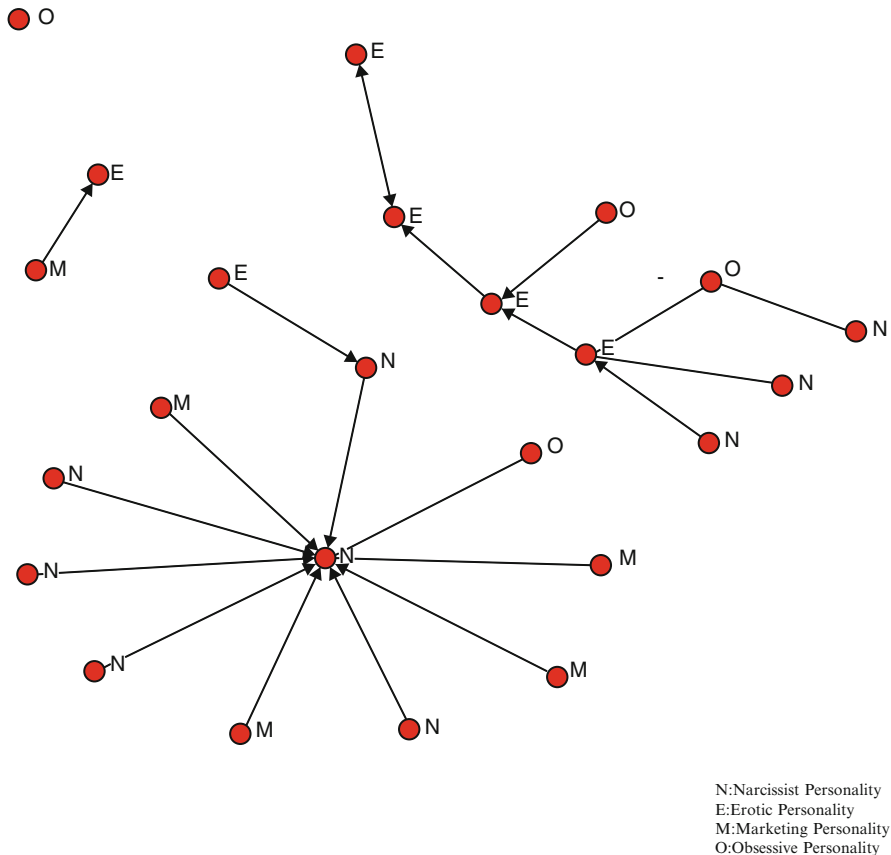 O
E
E
E
O
M
E
O
E
N
E
N
N
M
N
N
O
N
N
N
M
N
M
M
N
N:Narcissist Personality
E:Erotic Personality
M:Marketing Personality
O:Obsessive Personality